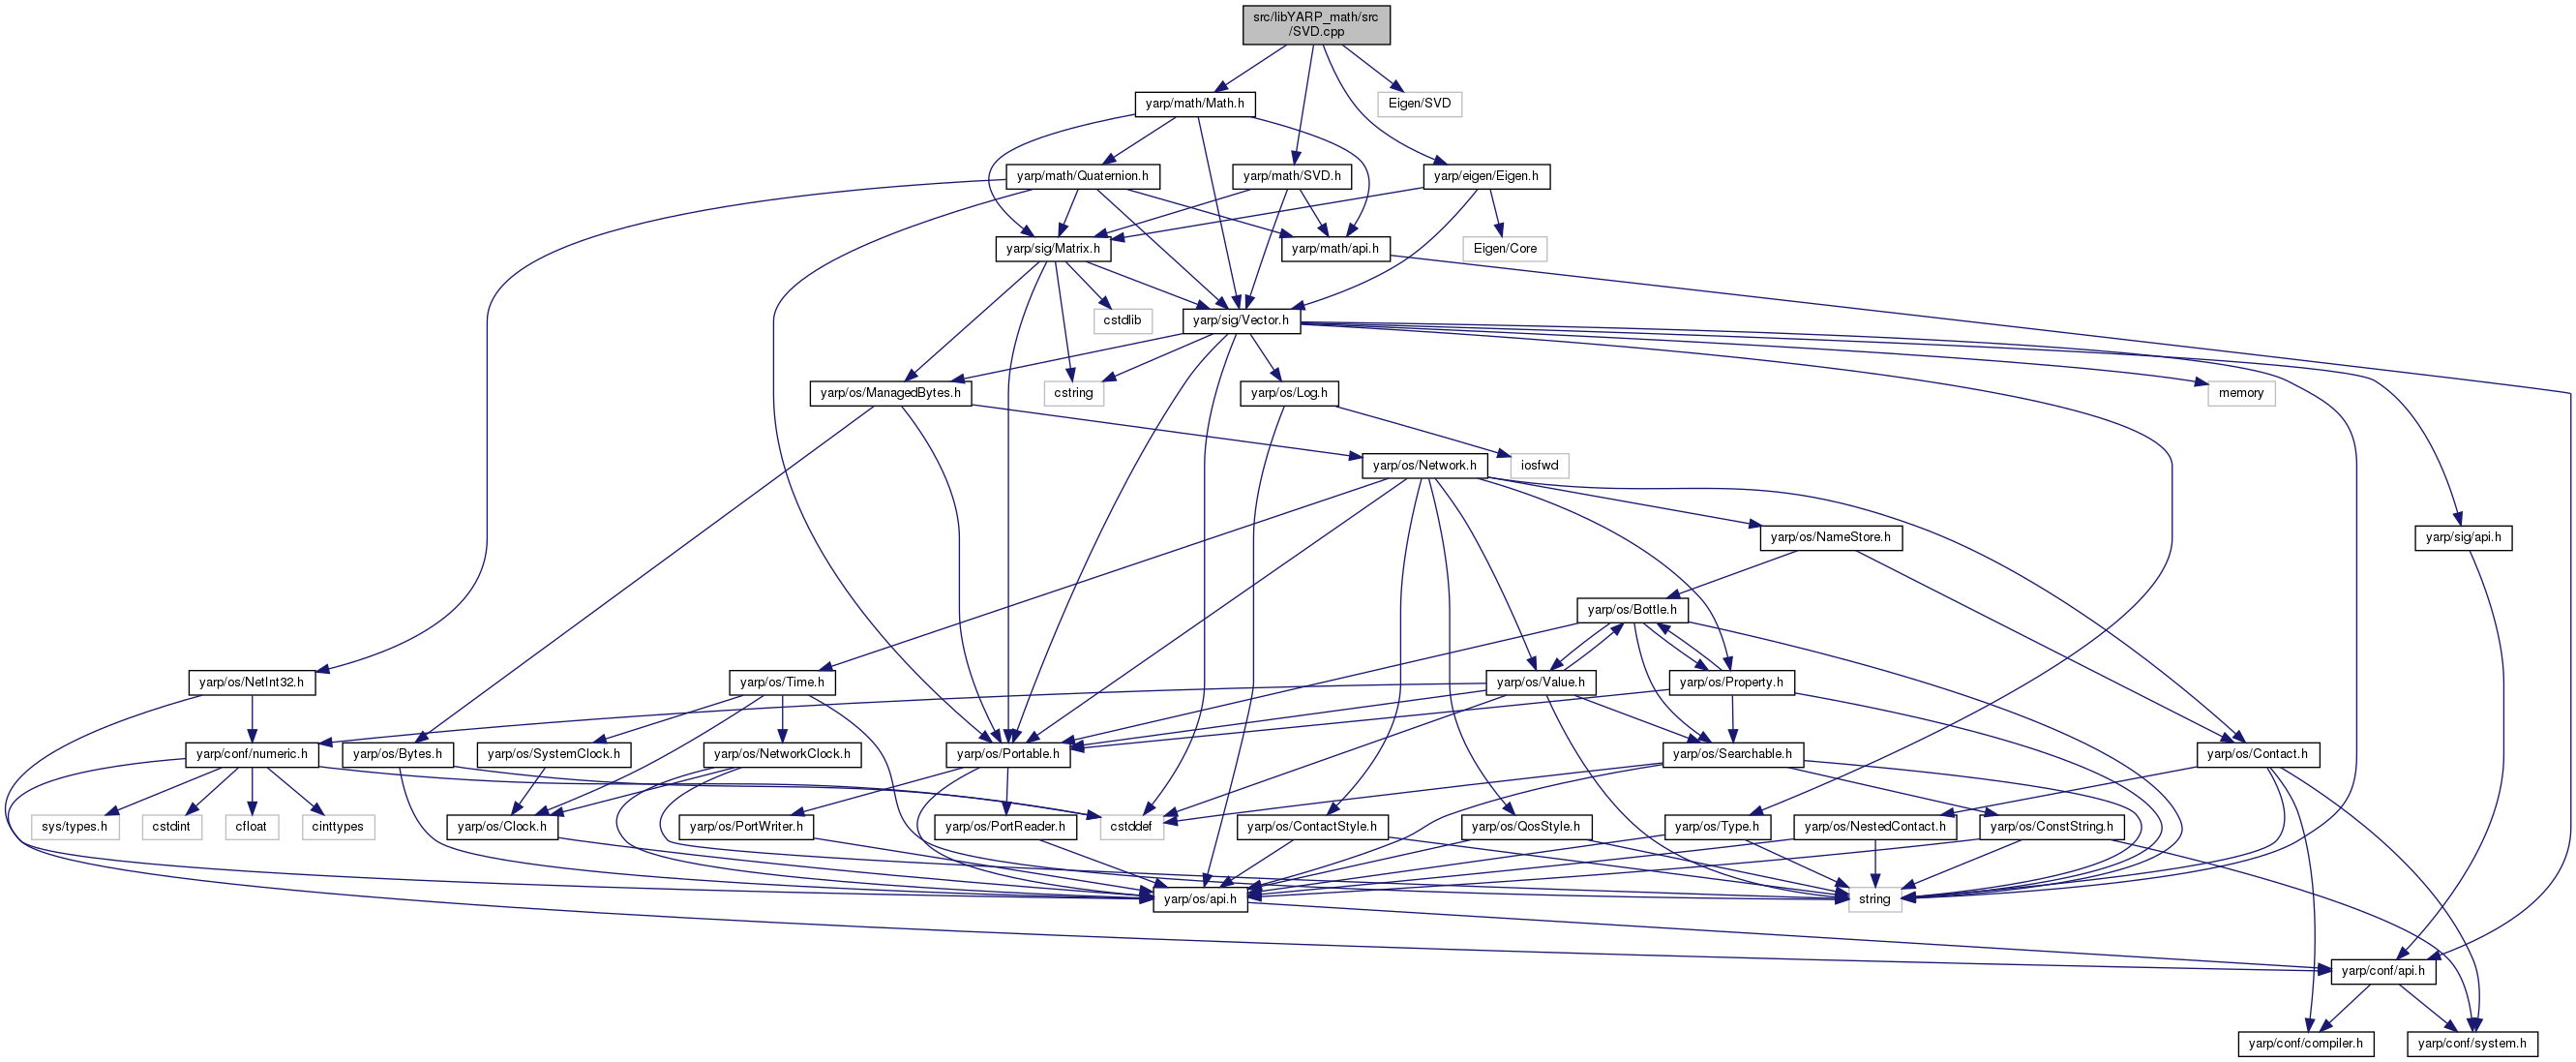 src/libYARP_math/src
/SVD.cpp
yarp/math/Math.h
Eigen/SVD
yarp/math/Quaternion.h
yarp/math/SVD.h
yarp/eigen/Eigen.h
yarp/sig/Matrix.h
yarp/math/api.h
Eigen/Core
cstdlib
yarp/sig/Vector.h
yarp/os/ManagedBytes.h
cstring
yarp/os/Log.h
memory
yarp/os/Network.h
iosfwd
yarp/os/NameStore.h
yarp/sig/api.h
yarp/os/Bottle.h
yarp/os/NetInt32.h
yarp/os/Time.h
yarp/os/Value.h
yarp/os/Property.h
yarp/conf/numeric.h
yarp/os/Bytes.h
yarp/os/SystemClock.h
yarp/os/NetworkClock.h
yarp/os/Portable.h
yarp/os/Searchable.h
yarp/os/Contact.h
sys/types.h
cstdint
cfloat
cinttypes
yarp/os/Clock.h
yarp/os/PortWriter.h
yarp/os/PortReader.h
cstddef
yarp/os/ContactStyle.h
yarp/os/QosStyle.h
yarp/os/Type.h
yarp/os/NestedContact.h
yarp/os/ConstString.h
yarp/os/api.h
string
yarp/conf/api.h
yarp/conf/compiler.h
yarp/conf/system.h